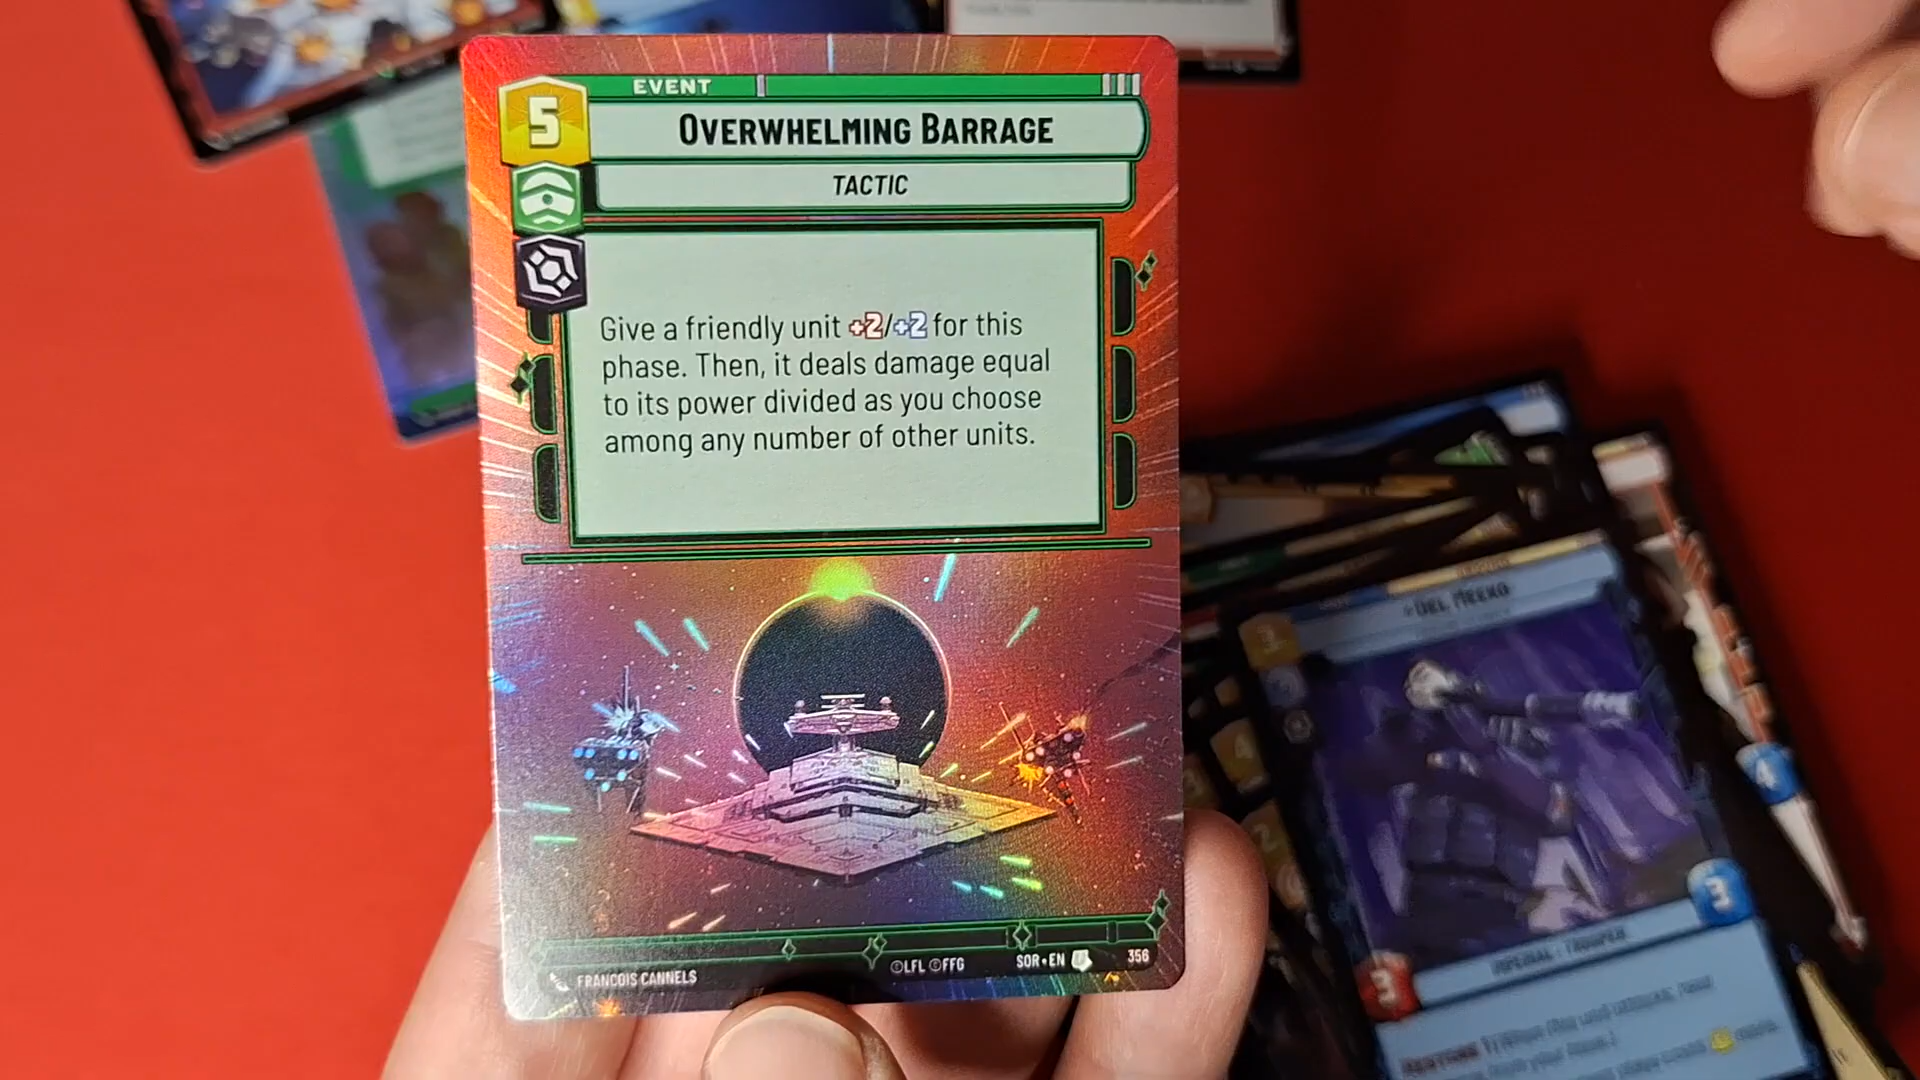 EVENT
5
OVERWHELMING BARRAGE
TACTIC
Give a friendly unit +2/+2 for this
phase. Then, it deals damage equal
to its power divided as you choose
among any number of other units.
FRANCOIS CANNELS
©LFL ©FFG
SOR•EN
356
DEL MEEKO
4
4
2
3
IMPERIAL • TROOPER
3